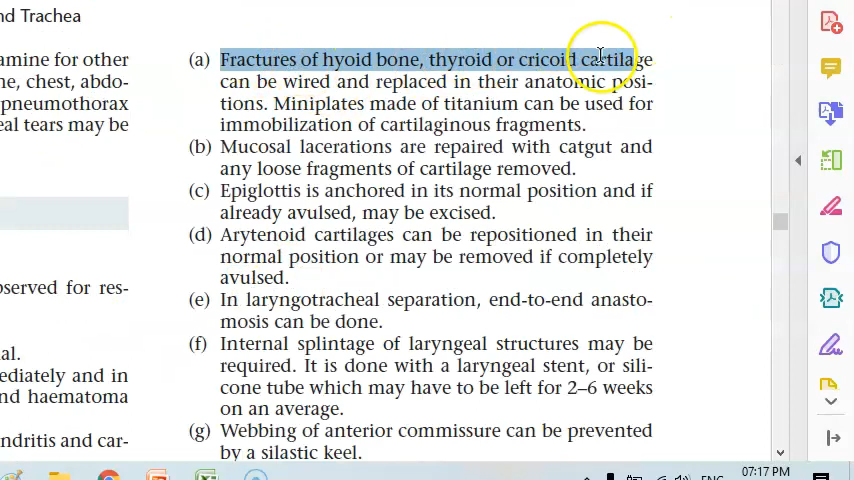 nd Trachea
amine for other
ne, chest, abdo-
pneumothorax
eal tears may be
served for res-
al.
ediately and in
nd haematoma
ndritis and car-
(a) Fractures of hyoid bone, thyroid or cricoid cartilage
can be wired and replaced in their anatomic posi-
tions. Miniplates made of titanium can be used for
immobilization of cartilaginous fragments.
(b) Mucosal lacerations are repaired with catgut and
any loose fragments of cartilage removed.
(c) Epiglottis is anchored in its normal position and if
already avulsed, may be excised.
(d) Arytenoid cartilages can be repositioned in their
normal position or may be removed if completely
avulsed.
(e) In laryngotracheal separation, end-to-end anasto-
mosis can be done.
(f) Internal splintage of laryngeal structures may be
required. It is done with a laryngeal stent, or sili-
cone tube which may have to be left for 2–6 weeks
on an average.
(g) Webbing of anterior commissure can be prevented
by a silastic keel.
ENG
07:17 PM